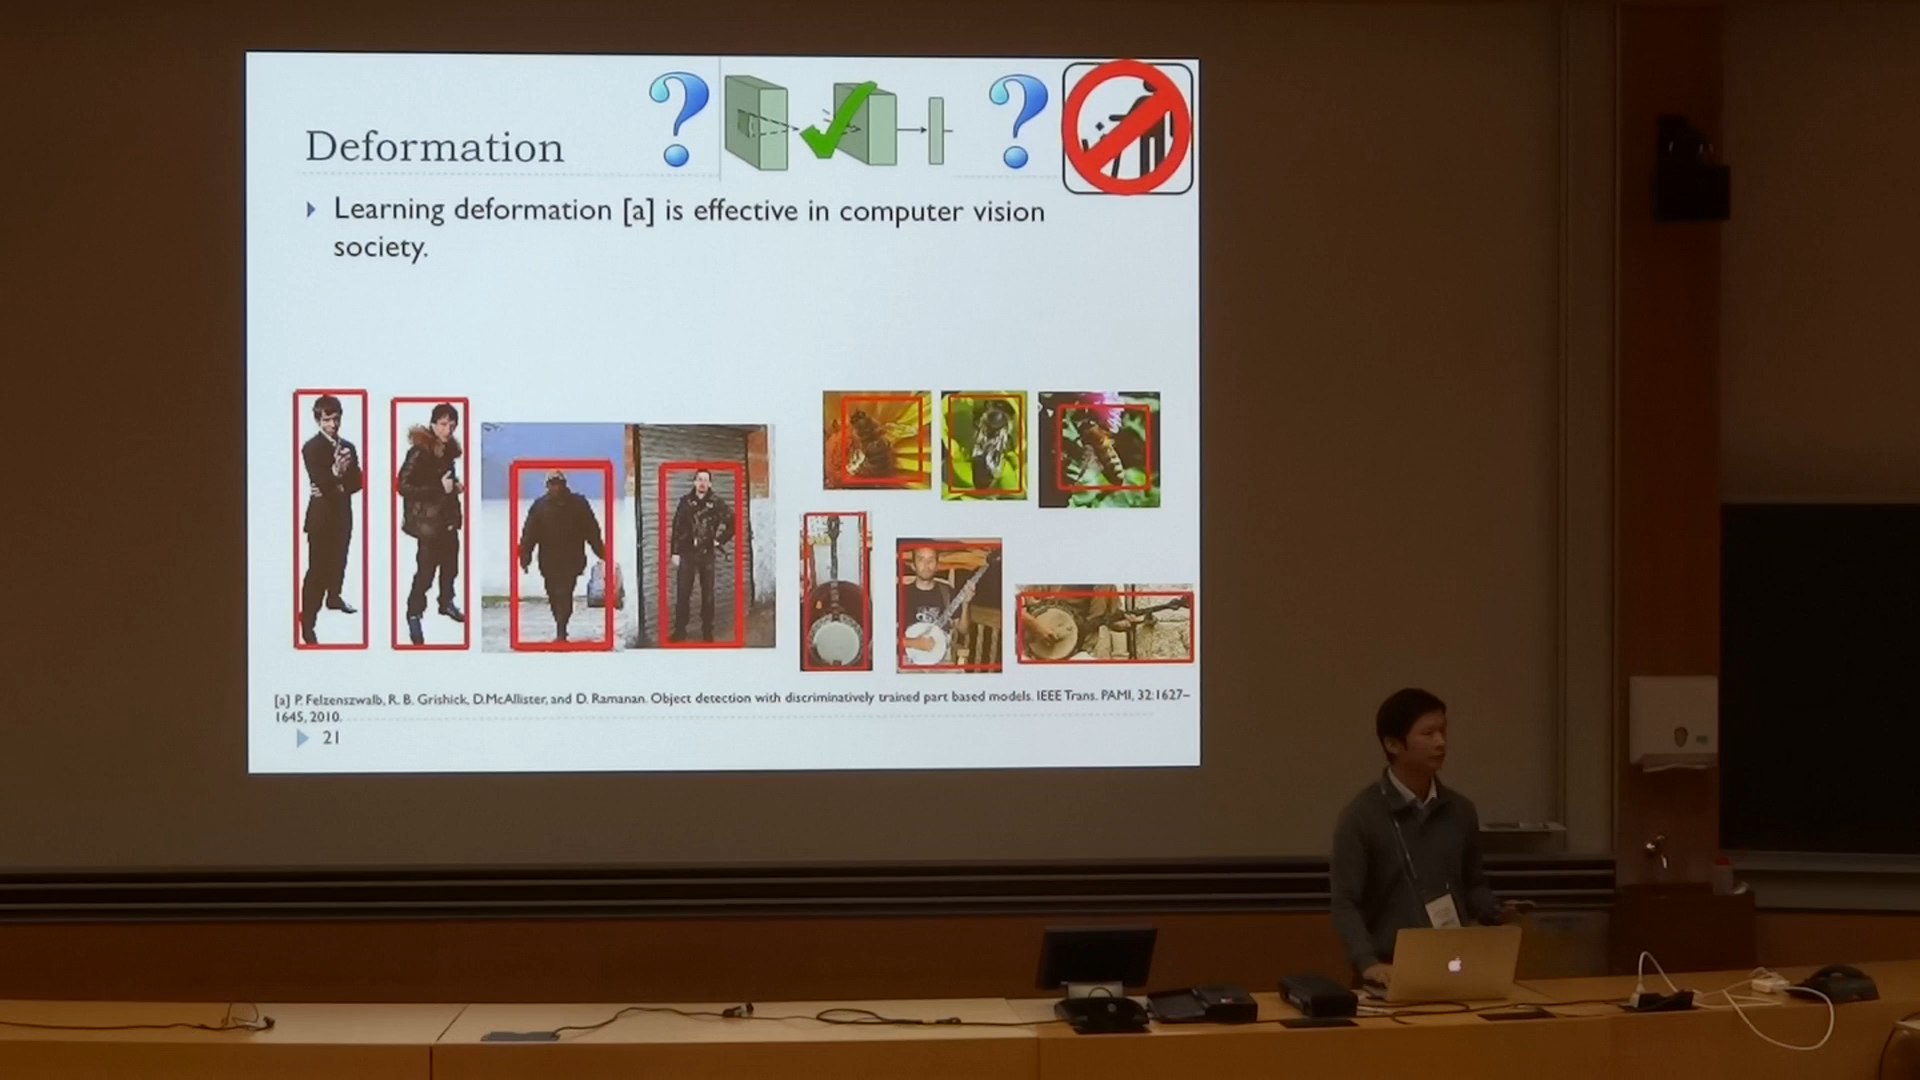 Deformation
Learning deformation [a] is effective in computer vision
society.
[a] P. Felzenszwalb, R. B. Grishick, D.McAllister, and D. Ramanan. Object detection with discriminatively trained part based models. IEEE Trans. PAMI, 32:1627–
1645, 2010.
21